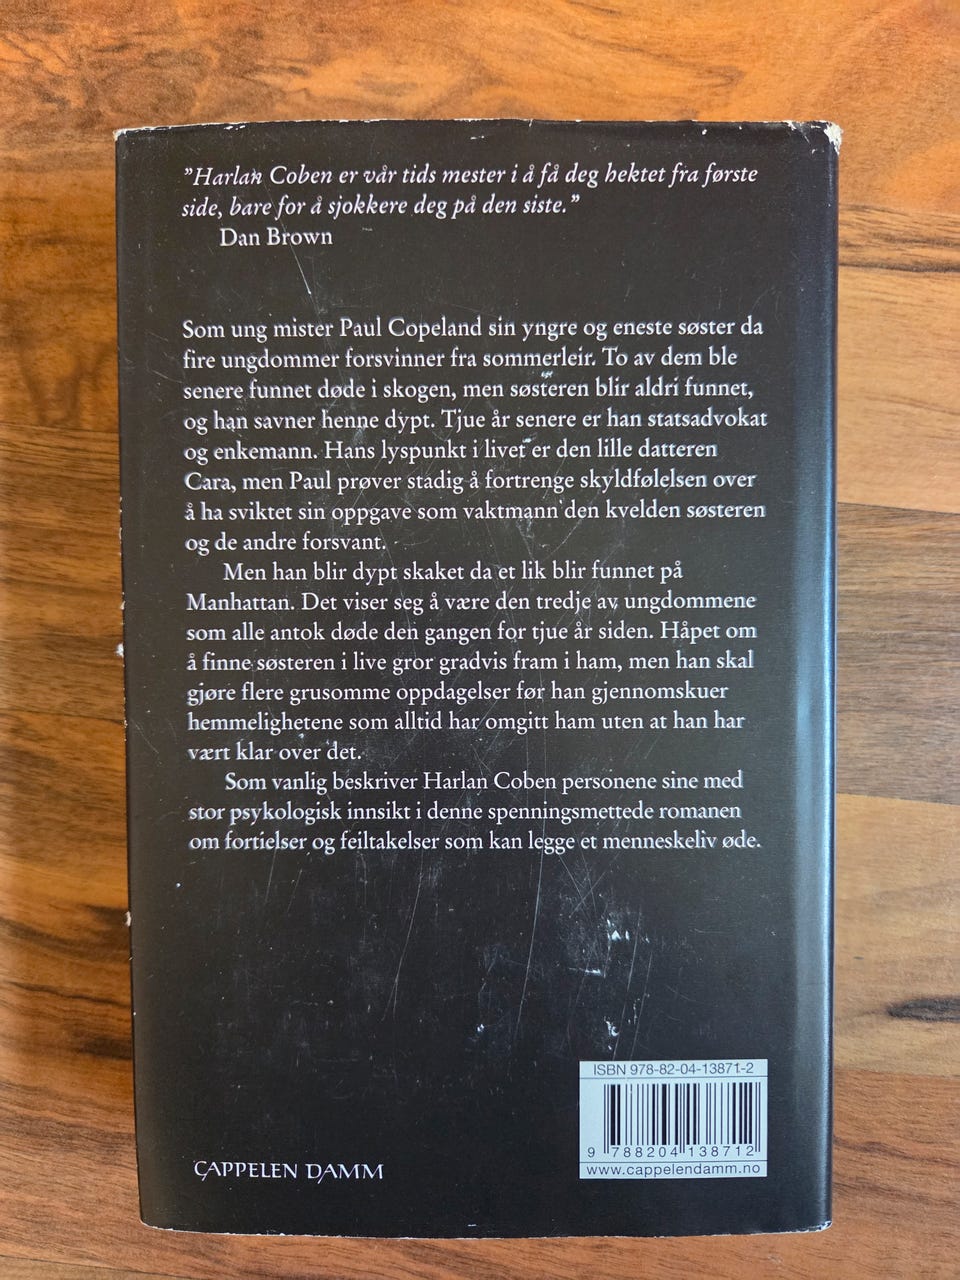 ”Harlan Coben er vår tids mester i å få deg hektet fra første
side, bare for å sjokkere deg på den siste.”
Dan Brown
Som ung mister Paul Copeland sin yngre og eneste søster da
fire ungdommer forsvinner fra sommerleir. To av dem ble
senere funnet døde i skogen, men søsteren blir aldri funnet,
og han savner henne dypt. Tjue år senere er han statsadvokat
og enkemann. Hans lyspunkt i livet er den lille datteren
Cara, men Paul prøver stadig å fortrenge skyldfølelsen over
å ha sviktet sin oppgave som vaktmann den kvelden søsteren
og de andre forsvant.
Men han blir dypt skaket da et lik blir funnet på
Manhattan. Det viser seg å være den tredje av ungdommene
som alle antok døde den gangen for tjue år siden. Håpet om
å finne søsteren i live gror gradvis fram i ham, men han skal
gjøre flere grusomme oppdagelser før han gjennomskuer
hemmelighetene som alltid har omgitt ham uten at han har
vært klar over det.
Som vanlig beskriver Harlan Coben personene sine med
stor psykologisk innsikt i denne spenningsmettede romanen
om fortielser og feiltakelser som kan legge et menneskeliv øde.
ISBN 978-82-04-13871-2
9 788204 138712
www.cappelendamm.no
CAPPELEN DAMM